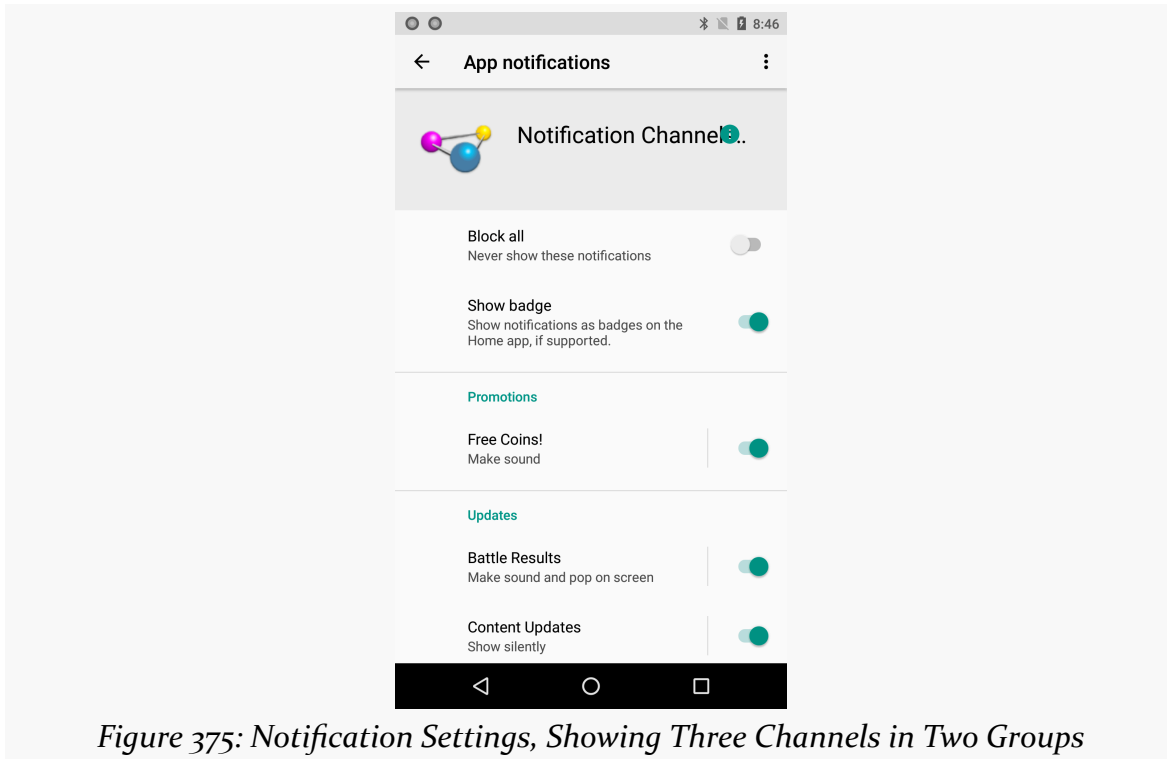 8:46
App notifications
Notification Channel...
Block all
Never show these notifications
Show badge
Show notifications as badges on the
Home app, if supported.
Promotions
Free Coins!
Make sound
Updates
Battle Results
Make sound and pop on screen
Content Updates
Show silently
Figure 375: Notification Settings, Showing Three Channels in Two Groups